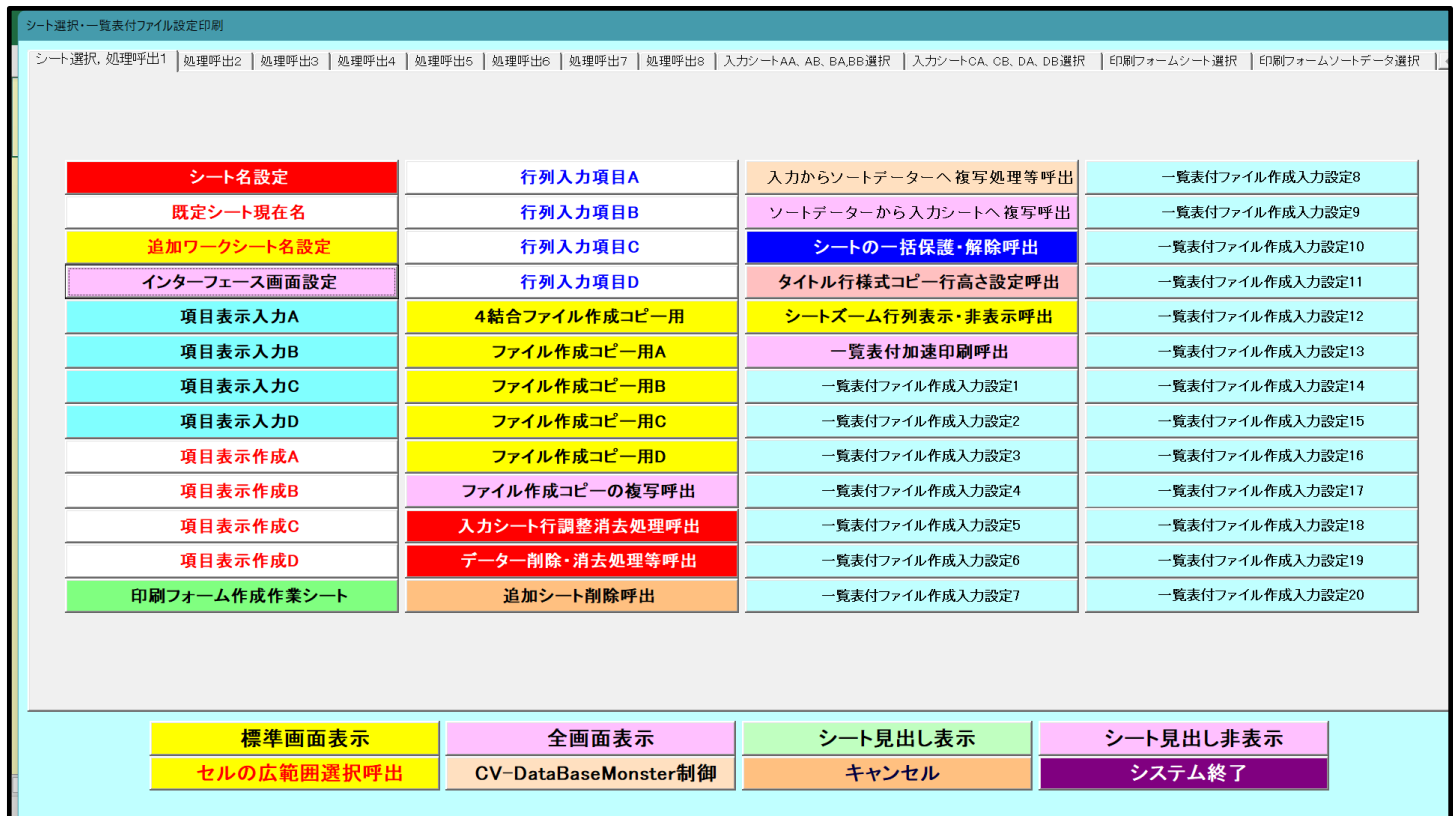 シート選択・一覧表付ファイル設定印刷
シート選択, 処理呼出1 処理呼出2 処理呼出3 処理呼出4 処理呼出5 処理呼出6 処理呼出7 処理呼出8 入力シートAA、AB、BA,BB選択 入力シートCA、CB、DA、DB選択 印刷フォームシート選択 印刷フォームソートデータ選択
シート名設定 行列入力項目A 入力からソートデーターへ複写処理等呼出 一覧表付ファイル作成入力設定8
既定シート現在名 行列入力項目B ソートデーターから入力シートへ複写呼出 一覧表付ファイル作成入力設定9
追加ワークシート名設定 行列入力項目C シートの一括保護・解除呼出 一覧表付ファイル作成入力設定10
インターフェース画面設定 行列入力項目D タイトル行様式コピー行高さ設定呼出 一覧表付ファイル作成入力設定11
項目表示入力A 4結合ファイル作成コピー用 シートズーム行列表示・非表示呼出 一覧表付ファイル作成入力設定12
項目表示入力B ファイル作成コピー用A 一覧表付加速印刷呼出 一覧表付ファイル作成入力設定13
項目表示入力C ファイル作成コピー用B 一覧表付ファイル作成入力設定1 一覧表付ファイル作成入力設定14
項目表示入力D ファイル作成コピー用C 一覧表付ファイル作成入力設定2 一覧表付ファイル作成入力設定15
項目表示作成A ファイル作成コピー用D 一覧表付ファイル作成入力設定3 一覧表付ファイル作成入力設定16
項目表示作成B ファイル作成コピーの複写呼出 一覧表付ファイル作成入力設定4 一覧表付ファイル作成入力設定17
項目表示作成C 入力シート行調整消去処理呼出 一覧表付ファイル作成入力設定5 一覧表付ファイル作成入力設定18
項目表示作成D データー削除・消去処理等呼出 一覧表付ファイル作成入力設定6 一覧表付ファイル作成入力設定19
印刷フォーム作成作業シート 追加シート削除呼出 一覧表付ファイル作成入力設定7 一覧表付ファイル作成入力設定20
標準画面表示 全画面表示 シート見出し表示 シート見出し非表示
セルの広範囲選択呼出 CV-DataBaseMonster制御 キャンセル システム終了